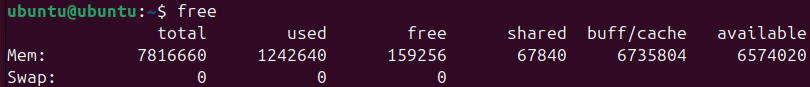 ubuntu@ubuntu:~$ free
               total        used        free      shared  buff/cache   available
Mem:         7816660     1242640      159256       67840     6735804     6574020
Swap:              0           0           0